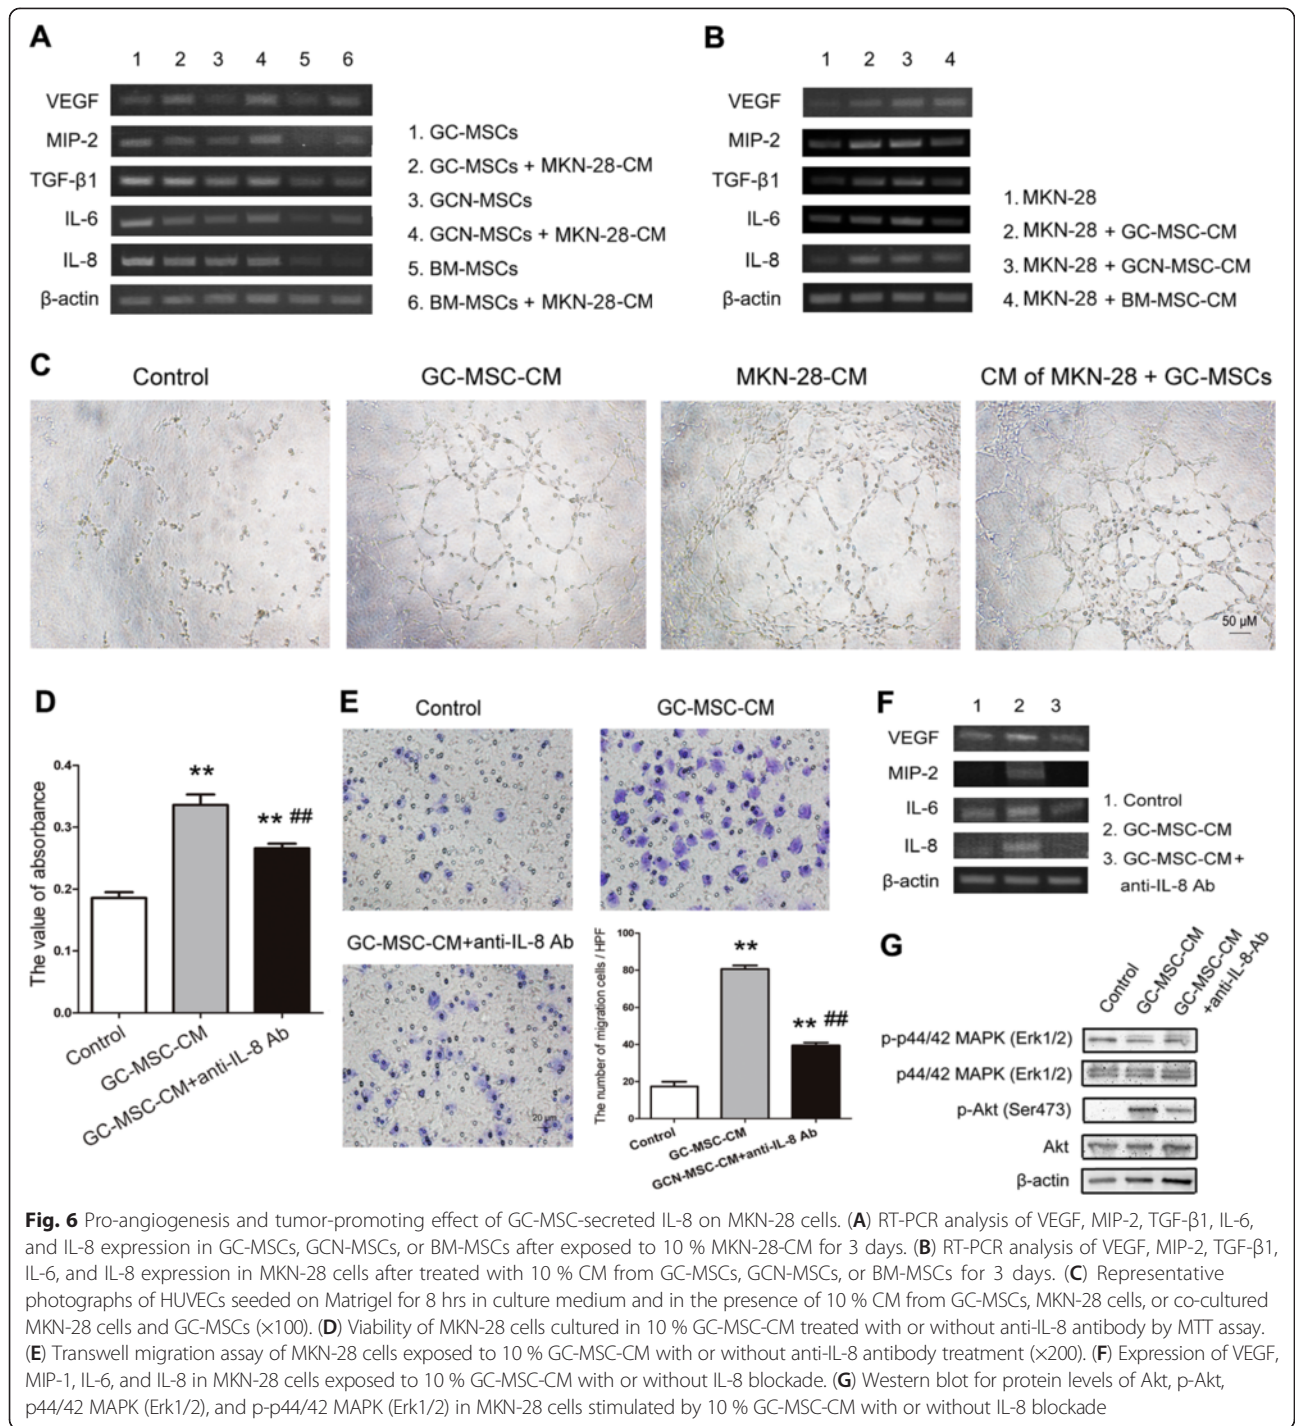 A
1 2 3 4 5 6
VEGF
MIP-2
TGF-β1
IL-6
IL-8
β-actin
1. GC-MSCs
2. GC-MSCs + MKN-28-CM
3. GCN-MSCs
4. GCN-MSCs + MKN-28-CM
5. BM-MSCs
6. BM-MSCs + MKN-28-CM
B
1 2 3 4
VEGF
MIP-2
TGF-β1
IL-6
IL-8
β-actin
1. MKN-28
2. MKN-28 + GC-MSC-CM
3. MKN-28 + GCN-MSC-CM
4. MKN-28 + BM-MSC-CM
C
Control
GC-MSC-CM
MKN-28-CM
CM of MKN-28 + GC-MSCs
50 μM
D
The value of absorbance
0.4
0.3
0.2
0.1
0.0
**
** ##
Control
GC-MSC-CM
GC-MSC-CM+anti-IL-8 Ab
E
Control
GC-MSC-CM
GC-MSC-CM+anti-IL-8 Ab
20 μm
The number of migration cells / HPF
100
80
60
40
20
0
**
** ##
Control
GC-MSC-CM
GCN-MSC-CM+anti-IL-8 Ab
F
1 2 3
VEGF
MIP-2
IL-6
IL-8
β-actin
1. Control
2. GC-MSC-CM
3. GC-MSC-CM +
anti-IL-8 Ab
G
Control
GC-MSC-CM
GC-MSC-CM
+anti-IL-8-Ab
p-p44/42 MAPK (Erk1/2)
p44/42 MAPK (Erk1/2)
p-Akt (Ser473)
Akt
β-actin
Fig. 6 Pro-angiogenesis and tumor-promoting effect of GC-MSC-secreted IL-8 on MKN-28 cells. (A) RT-PCR analysis of VEGF, MIP-2, TGF-β1, IL-6,
and IL-8 expression in GC-MSCs, GCN-MSCs, or BM-MSCs after exposed to 10 % MKN-28-CM for 3 days. (B) RT-PCR analysis of VEGF, MIP-2, TGF-β1,
IL-6, and IL-8 expression in MKN-28 cells after treated with 10 % CM from GC-MSCs, GCN-MSCs, or BM-MSCs for 3 days. (C) Representative
photographs of HUVECs seeded on Matrigel for 8 hrs in culture medium and in the presence of 10 % CM from GC-MSCs, MKN-28 cells, or co-cultured
MKN-28 cells and GC-MSCs (×100). (D) Viability of MKN-28 cells cultured in 10 % GC-MSC-CM treated with or without anti-IL-8 antibody by MTT assay.
(E) Transwell migration assay of MKN-28 cells exposed to 10 % GC-MSC-CM with or without anti-IL-8 antibody treatment (×200). (F) Expression of VEGF,
MIP-1, IL-6, and IL-8 in MKN-28 cells exposed to 10 % GC-MSC-CM with or without IL-8 blockade. (G) Western blot for protein levels of Akt, p-Akt,
p44/42 MAPK (Erk1/2), and p-p44/42 MAPK (Erk1/2) in MKN-28 cells stimulated by 10 % GC-MSC-CM with or without IL-8 blockade